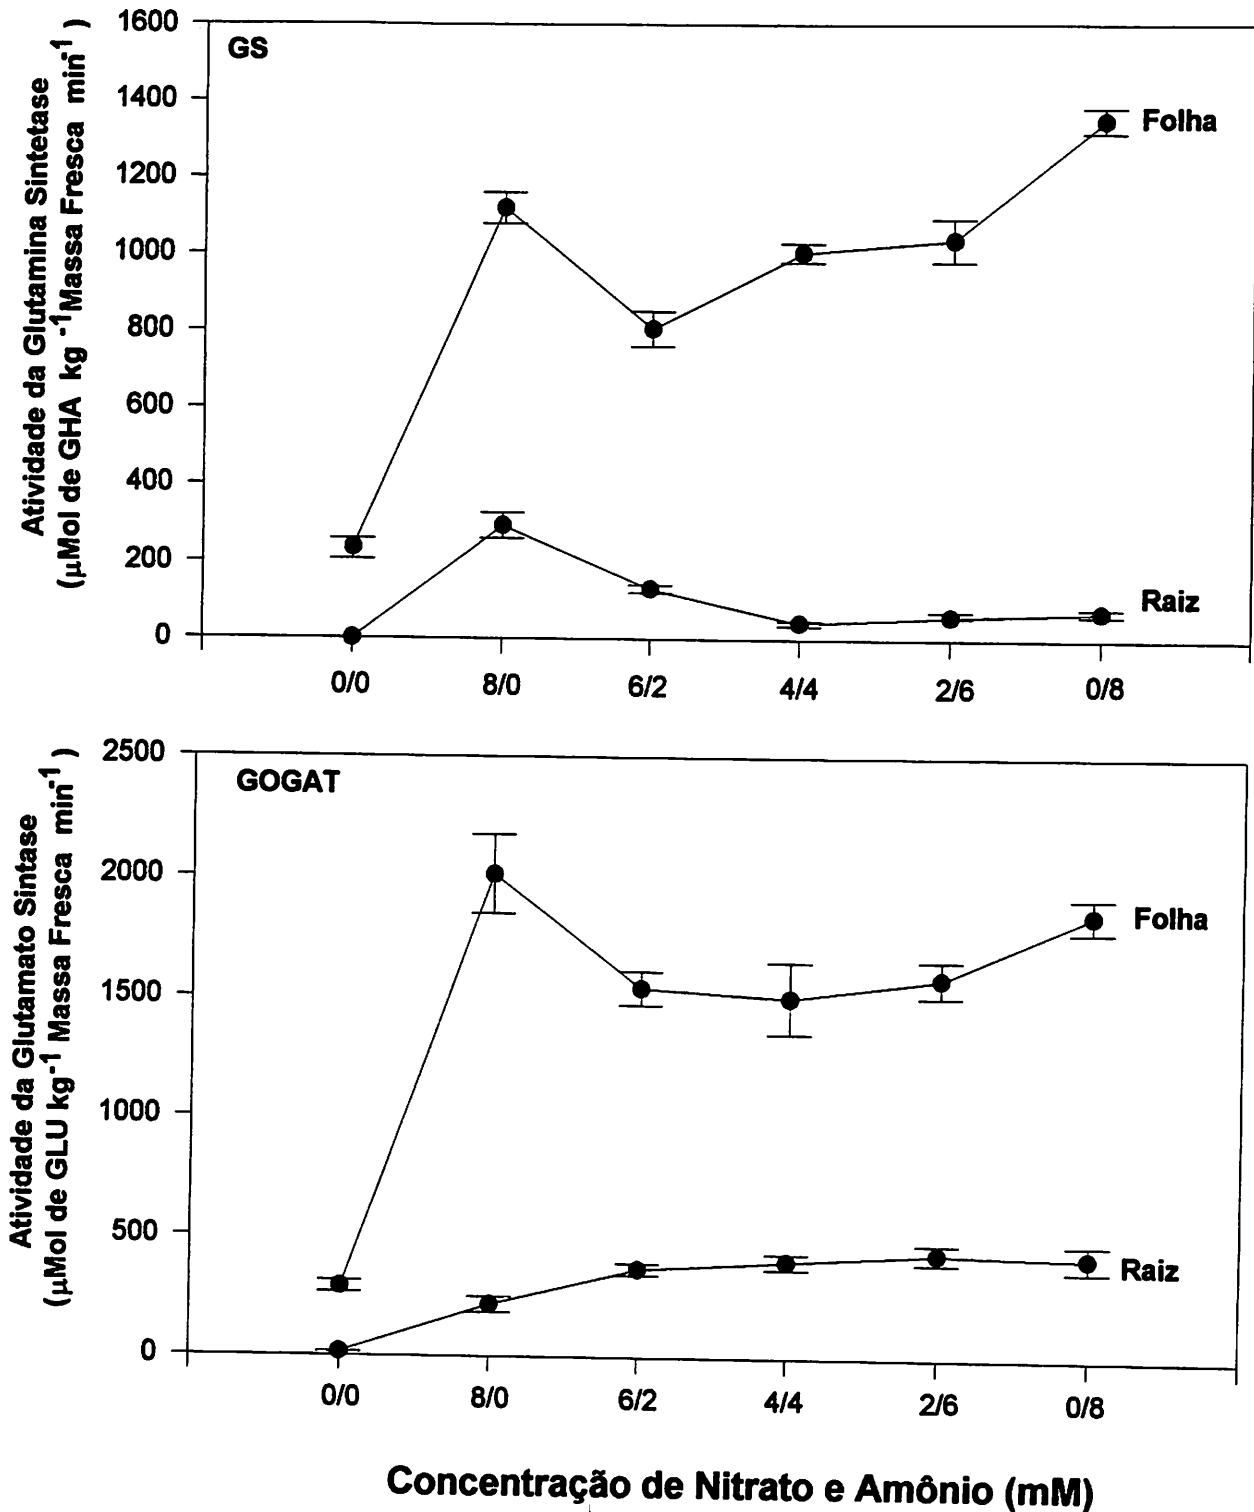 Atividade da Glutamina Sintetase
(µMol de GHA kg -1 Massa Fresca min-1 )
1600
1400
1200
1000
800
600
400
200
0
GS
Folha
Raiz
0/0 8/0 6/2 4/4 2/6 0/8
Atividade da Glutamato Sintase
(µMol de GLU kg-1 Massa Fresca min-1 )
2500
2000
1500
1000
500
0
GOGAT
Folha
Raiz
0/0 8/0 6/2 4/4 2/6 0/8
Concentração de Nitrato e Amônio (mM)